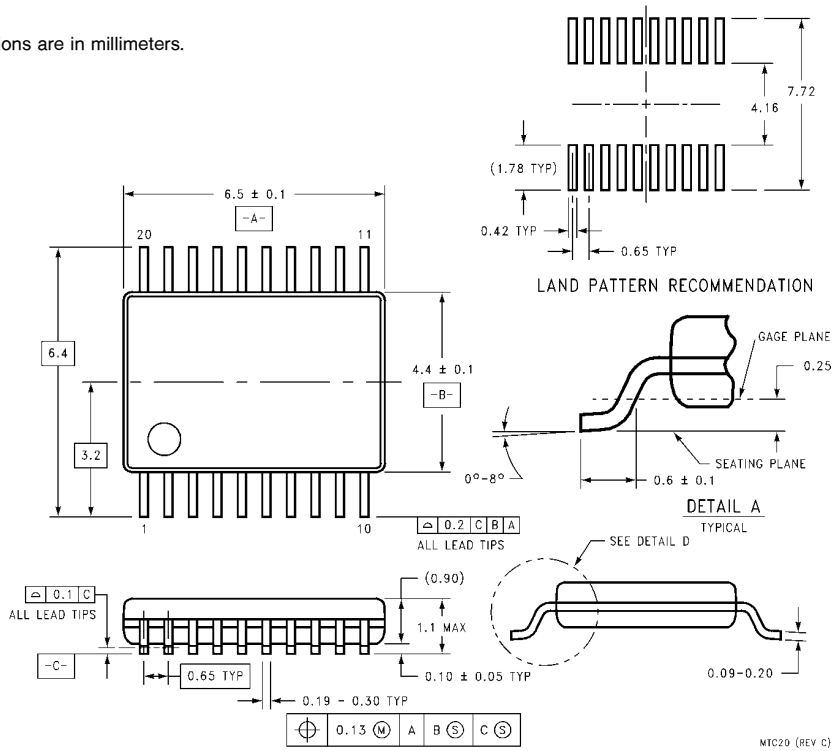 ions are in millimeters.
7.72
4.16
(1.78 TYP)
0.42 TYP
0.65 TYP
LAND PATTERN RECOMMENDATION
6.5 ± 0.1
-A-
20
11
6.4
3.2
4.4 ± 0.1
-B-
1
10
⌓ 0.2 C B A
ALL LEAD TIPS
GAGE PLANE
0.25
SEATING PLANE
0°-8°
0.6 ± 0.1
DETAIL A
TYPICAL
SEE DETAIL D
⌓ 0.1 C
ALL LEAD TIPS
-C-
(0.90)
1.1 MAX
0.65 TYP
0.10 ± 0.05 TYP
0.19 - 0.30 TYP
0.09-0.20
⌖ 0.13 Ⓜ A B Ⓢ C Ⓢ
MTC20 (REV C)